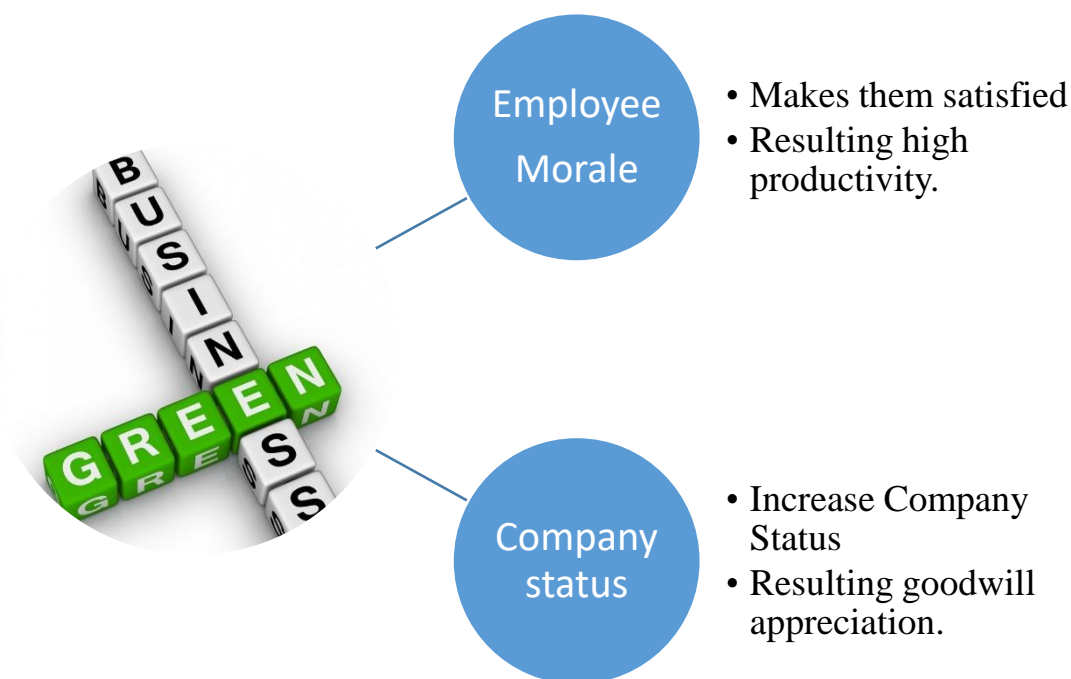 BUSINESS
GREEN
Employee
Morale
• Makes them satisfied
• Resulting high
productivity.
Company
status
• Increase Company
Status
• Resulting goodwill
appreciation.